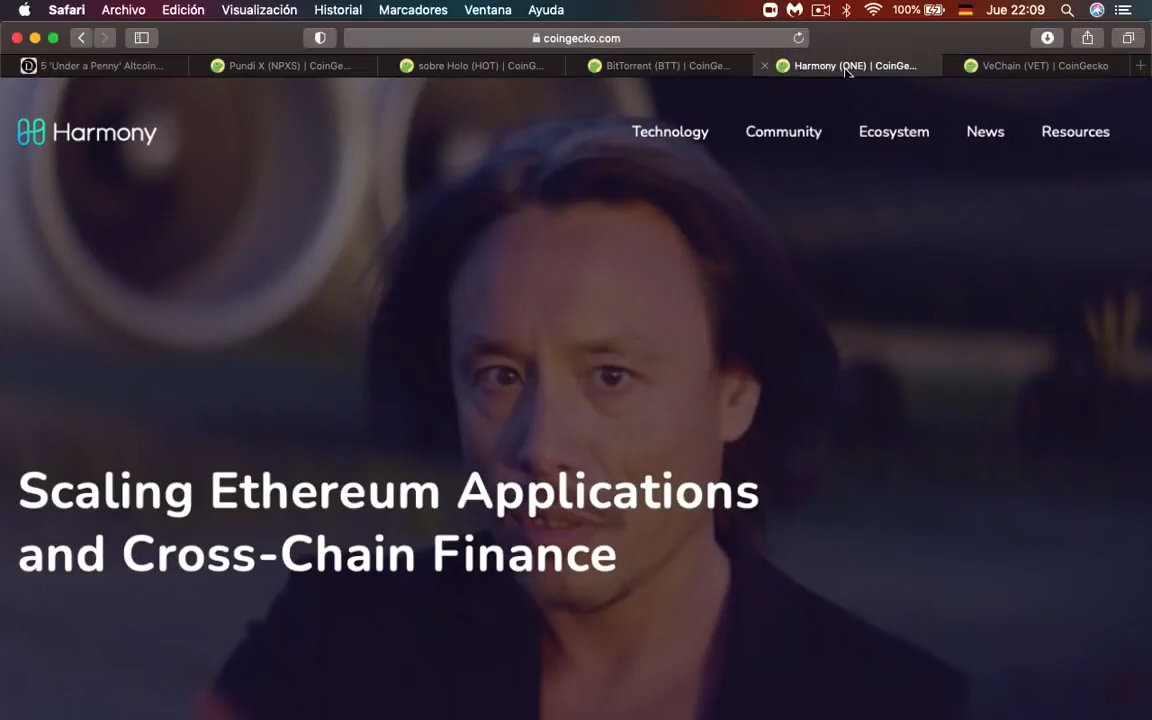 Safari Archivo Edición Visualización Historial Marcadores Ventana Ayuda 100% Jue 22:09
coingecko.com
5 'Under a Penny' Altcoin... Pundi X (NPXS) | CoinGe... sobre Holo (HOT) | CoinG... BitTorrent (BTT) | CoinGe... Harmony (ONE) | CoinGe... VeChain (VET) | CoinGecko
Harmony Technology Community Ecosystem News Resources
Scaling Ethereum Applications
and Cross-Chain Finance